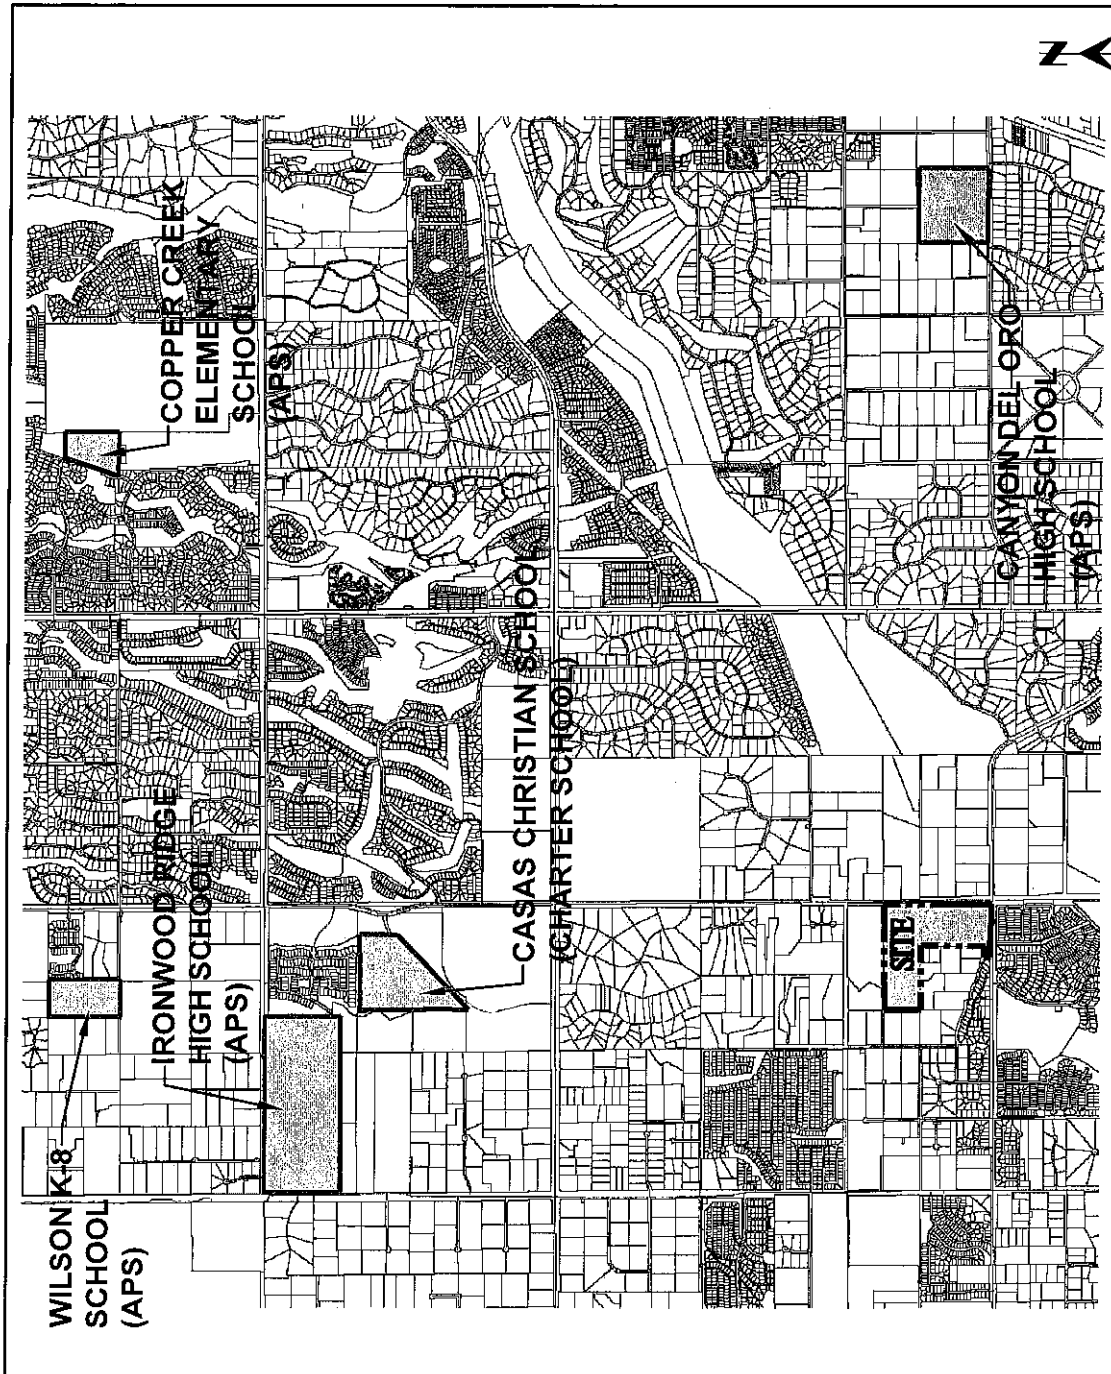 WILSON K-8
SCHOOL
(APS)
IRONWOOD RIDGE
HIGH SCHOOL
(APS)
COPPER CREEK
ELEMENTARY
SCHOOL
(APS)
CASAS CHRISTIAN SCHOOL
(CHARTER SCHOOL)
SITE
CANYON DEL ORO
HIGH SCHOOL
(APS)
N